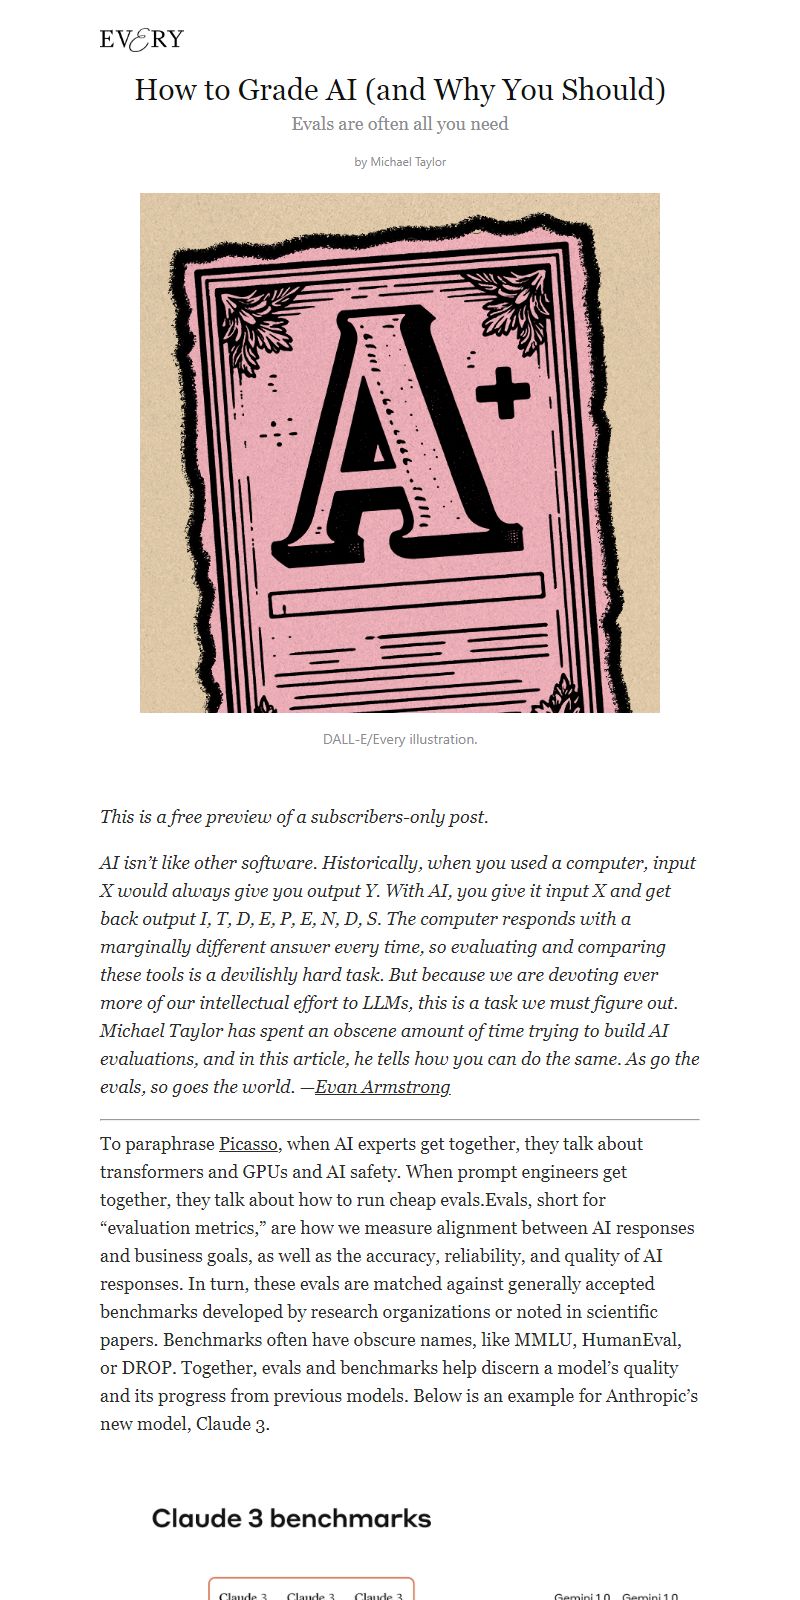 EVERY
How to Grade AI (and Why You Should)
Evals are often all you need
by Michael Taylor
A+
DALL-E/Every illustration.
This is a free preview of a subscribers-only post.
AI isn’t like other software. Historically, when you used a computer, input
X would always give you output Y. With AI, you give it input X and get
back output I, T, D, E, P, E, N, D, S. The computer responds with a
marginally different answer every time, so evaluating and comparing
these tools is a devilishly hard task. But because we are devoting ever
more of our intellectual effort to LLMs, this is a task we must figure out.
Michael Taylor has spent an obscene amount of time trying to build AI
evaluations, and in this article, he tells how you can do the same. As go the
evals, so goes the world. —Evan Armstrong
To paraphrase Picasso, when AI experts get together, they talk about
transformers and GPUs and AI safety. When prompt engineers get
together, they talk about how to run cheap evals.Evals, short for
“evaluation metrics,” are how we measure alignment between AI responses
and business goals, as well as the accuracy, reliability, and quality of AI
responses. In turn, these evals are matched against generally accepted
benchmarks developed by research organizations or noted in scientific
papers. Benchmarks often have obscure names, like MMLU, HumanEval,
or DROP. Together, evals and benchmarks help discern a model’s quality
and its progress from previous models. Below is an example for Anthropic’s
new model, Claude 3.
Claude 3 benchmarks
Claude 3 Claude 3 Claude 3 Gemini 1.0 Gemini 1.0